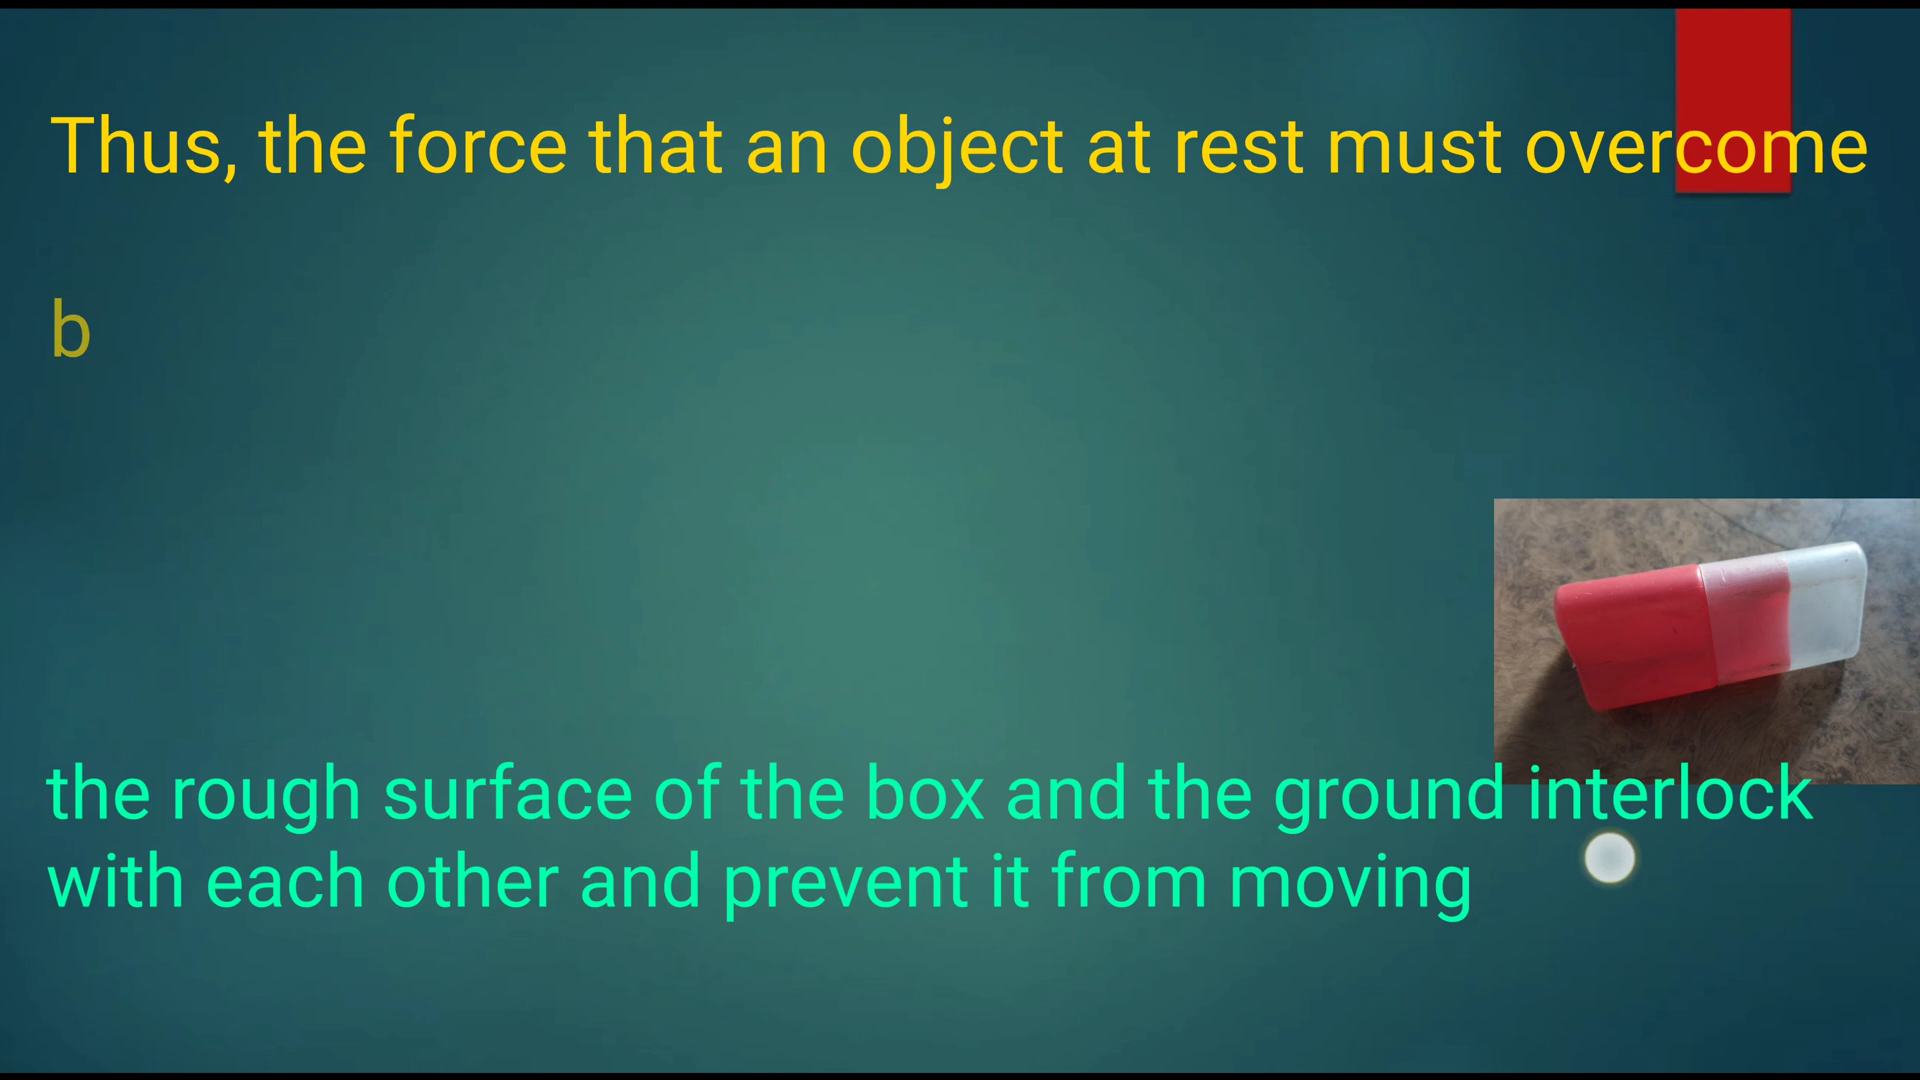 Thus, the force that an object at rest must overcome
b
the rough surface of the box and the ground interlock
with each other and prevent it from moving